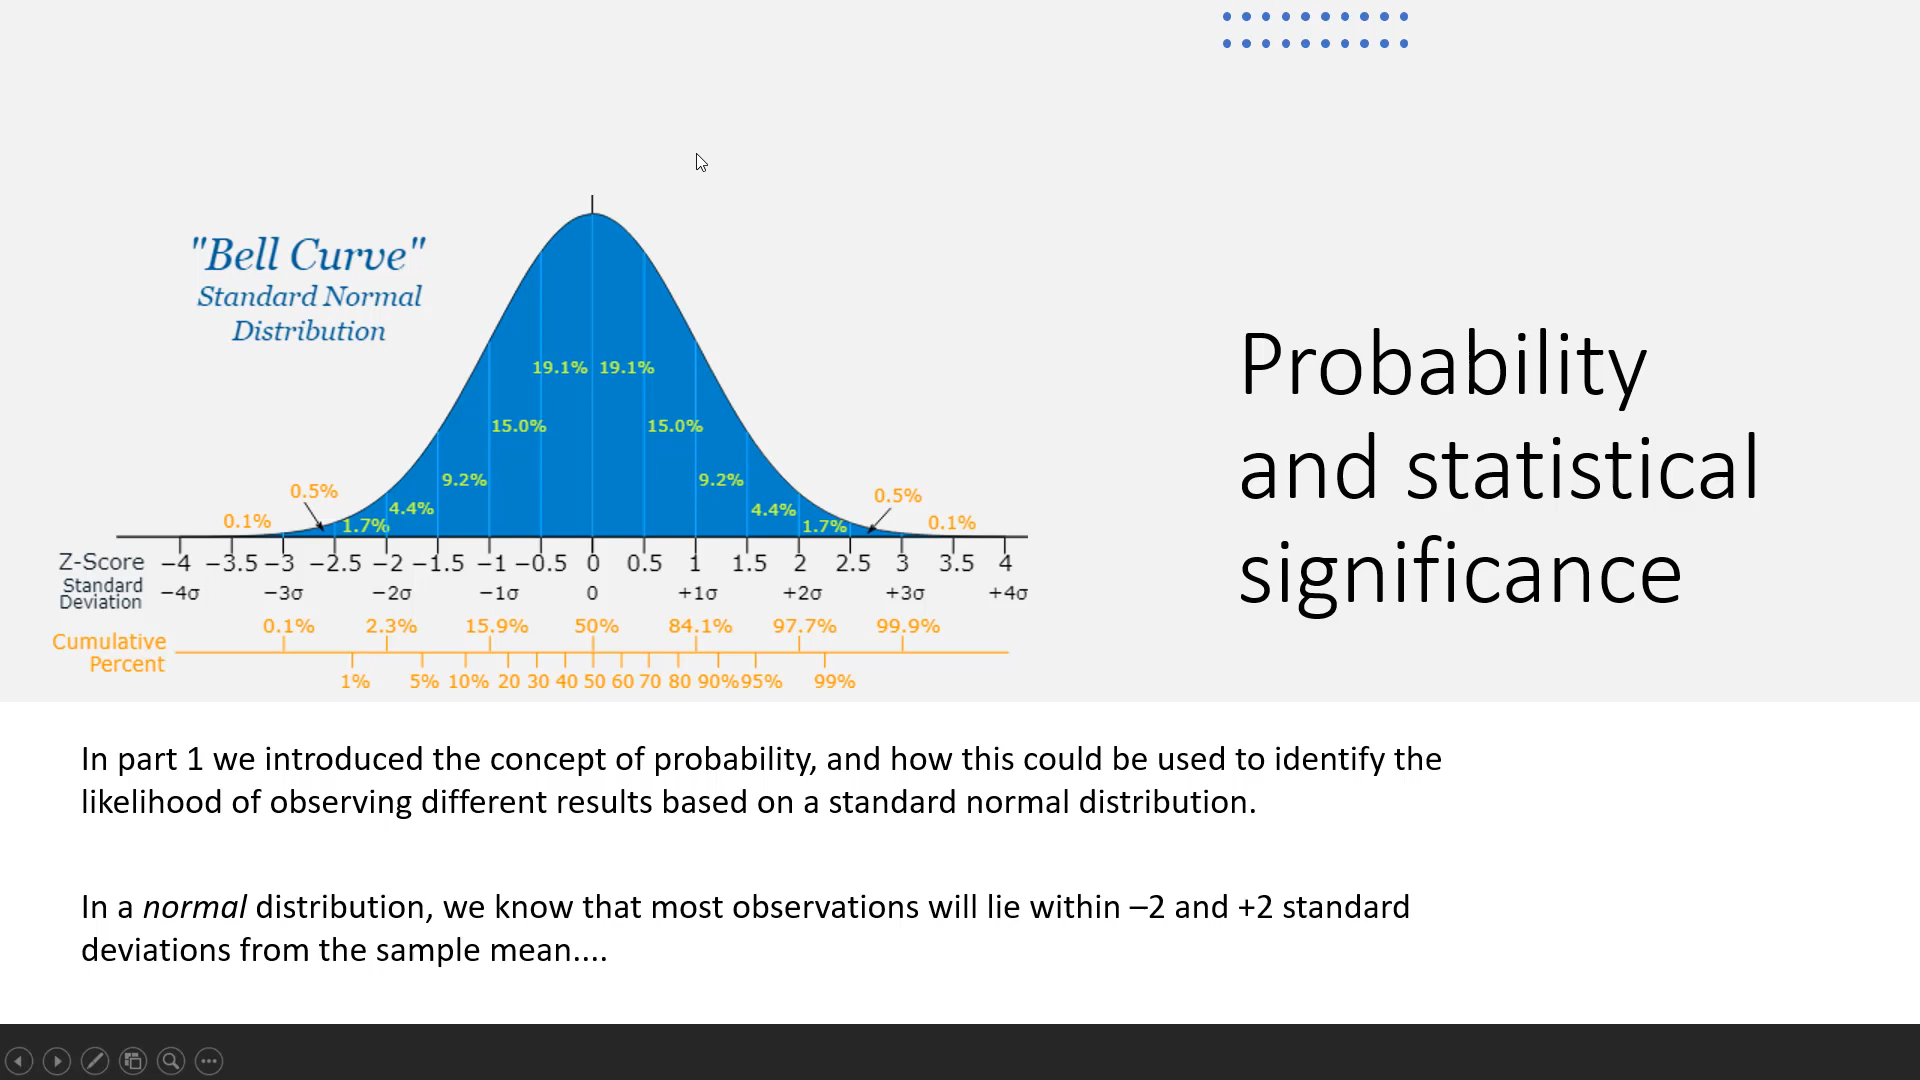 "Bell Curve"
Standard Normal
Distribution
19.1% 19.1%
15.0% 15.0%
9.2% 9.2%
0.5% 0.5%
4.4% 4.4%
0.1% 1.7% 1.7% 0.1%
Z-Score −4 −3.5 −3 −2.5 −2 −1.5 −1 −0.5 0 0.5 1 1.5 2 2.5 3 3.5 4
Standard
Deviation −4σ −3σ −2σ −1σ 0 +1σ +2σ +3σ +4σ
0.1% 2.3% 15.9% 50% 84.1% 97.7% 99.9%
Cumulative
Percent
1% 5% 10% 20 30 40 50 60 70 80 90% 95% 99%
Probability
and statistical
significance
In part 1 we introduced the concept of probability, and how this could be used to identify the
likelihood of observing different results based on a standard normal distribution.
In a normal distribution, we know that most observations will lie within –2 and +2 standard
deviations from the sample mean....